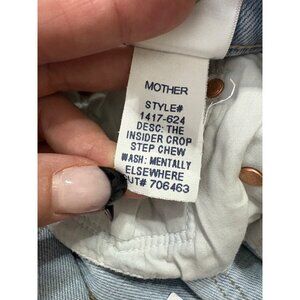 MOTHER
STYLE#
1417-624
DESC: THE
INSIDER CROP
STEP CHEW
WASH: MENTALLY
ELSEWHERE
CUT# 706463